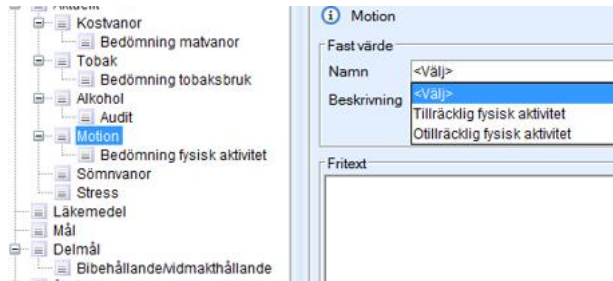 Aktuellt
Kostvanor
Bedömning matvanor
Tobak
Bedömning tobaksbruk
Alkohol
Audit
Motion
Bedömning fysisk aktivitet
Sömnvanor
Stress
Läkemedel
Mål
Delmål
Bibehållande/vidmakthållande
Motion
Fast värde
Namn
<Välj>
Beskrivning
<Välj>
Tillräcklig fysisk aktivitet
Otillräcklig fysisk aktivitet
Fritext